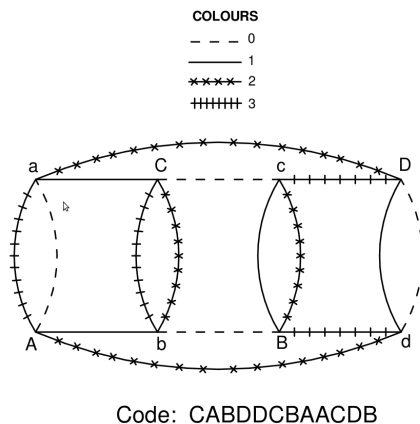 COLOURS
0
1
2
3
a C c D
A b B d
Code: CABDDCBAACDB